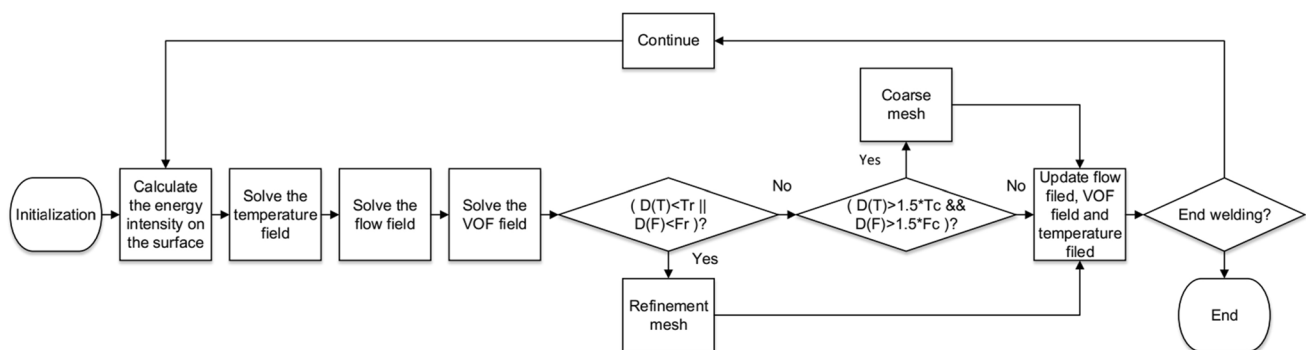 Continue
Coarse
mesh
Yes
Initialization
Calculate
the energy
intensity on
the surface
Solve the
temperature
field
Solve the
flow field
Solve the
VOF field
( D(T)<Tr ||
D(F)<Fr )?
No
Yes
( D(T)>1.5*Tc &&
D(F)>1.5*Fc )?
No
Update flow
filed, VOF
field and
temperature
filed
End welding?
Refinement
mesh
End